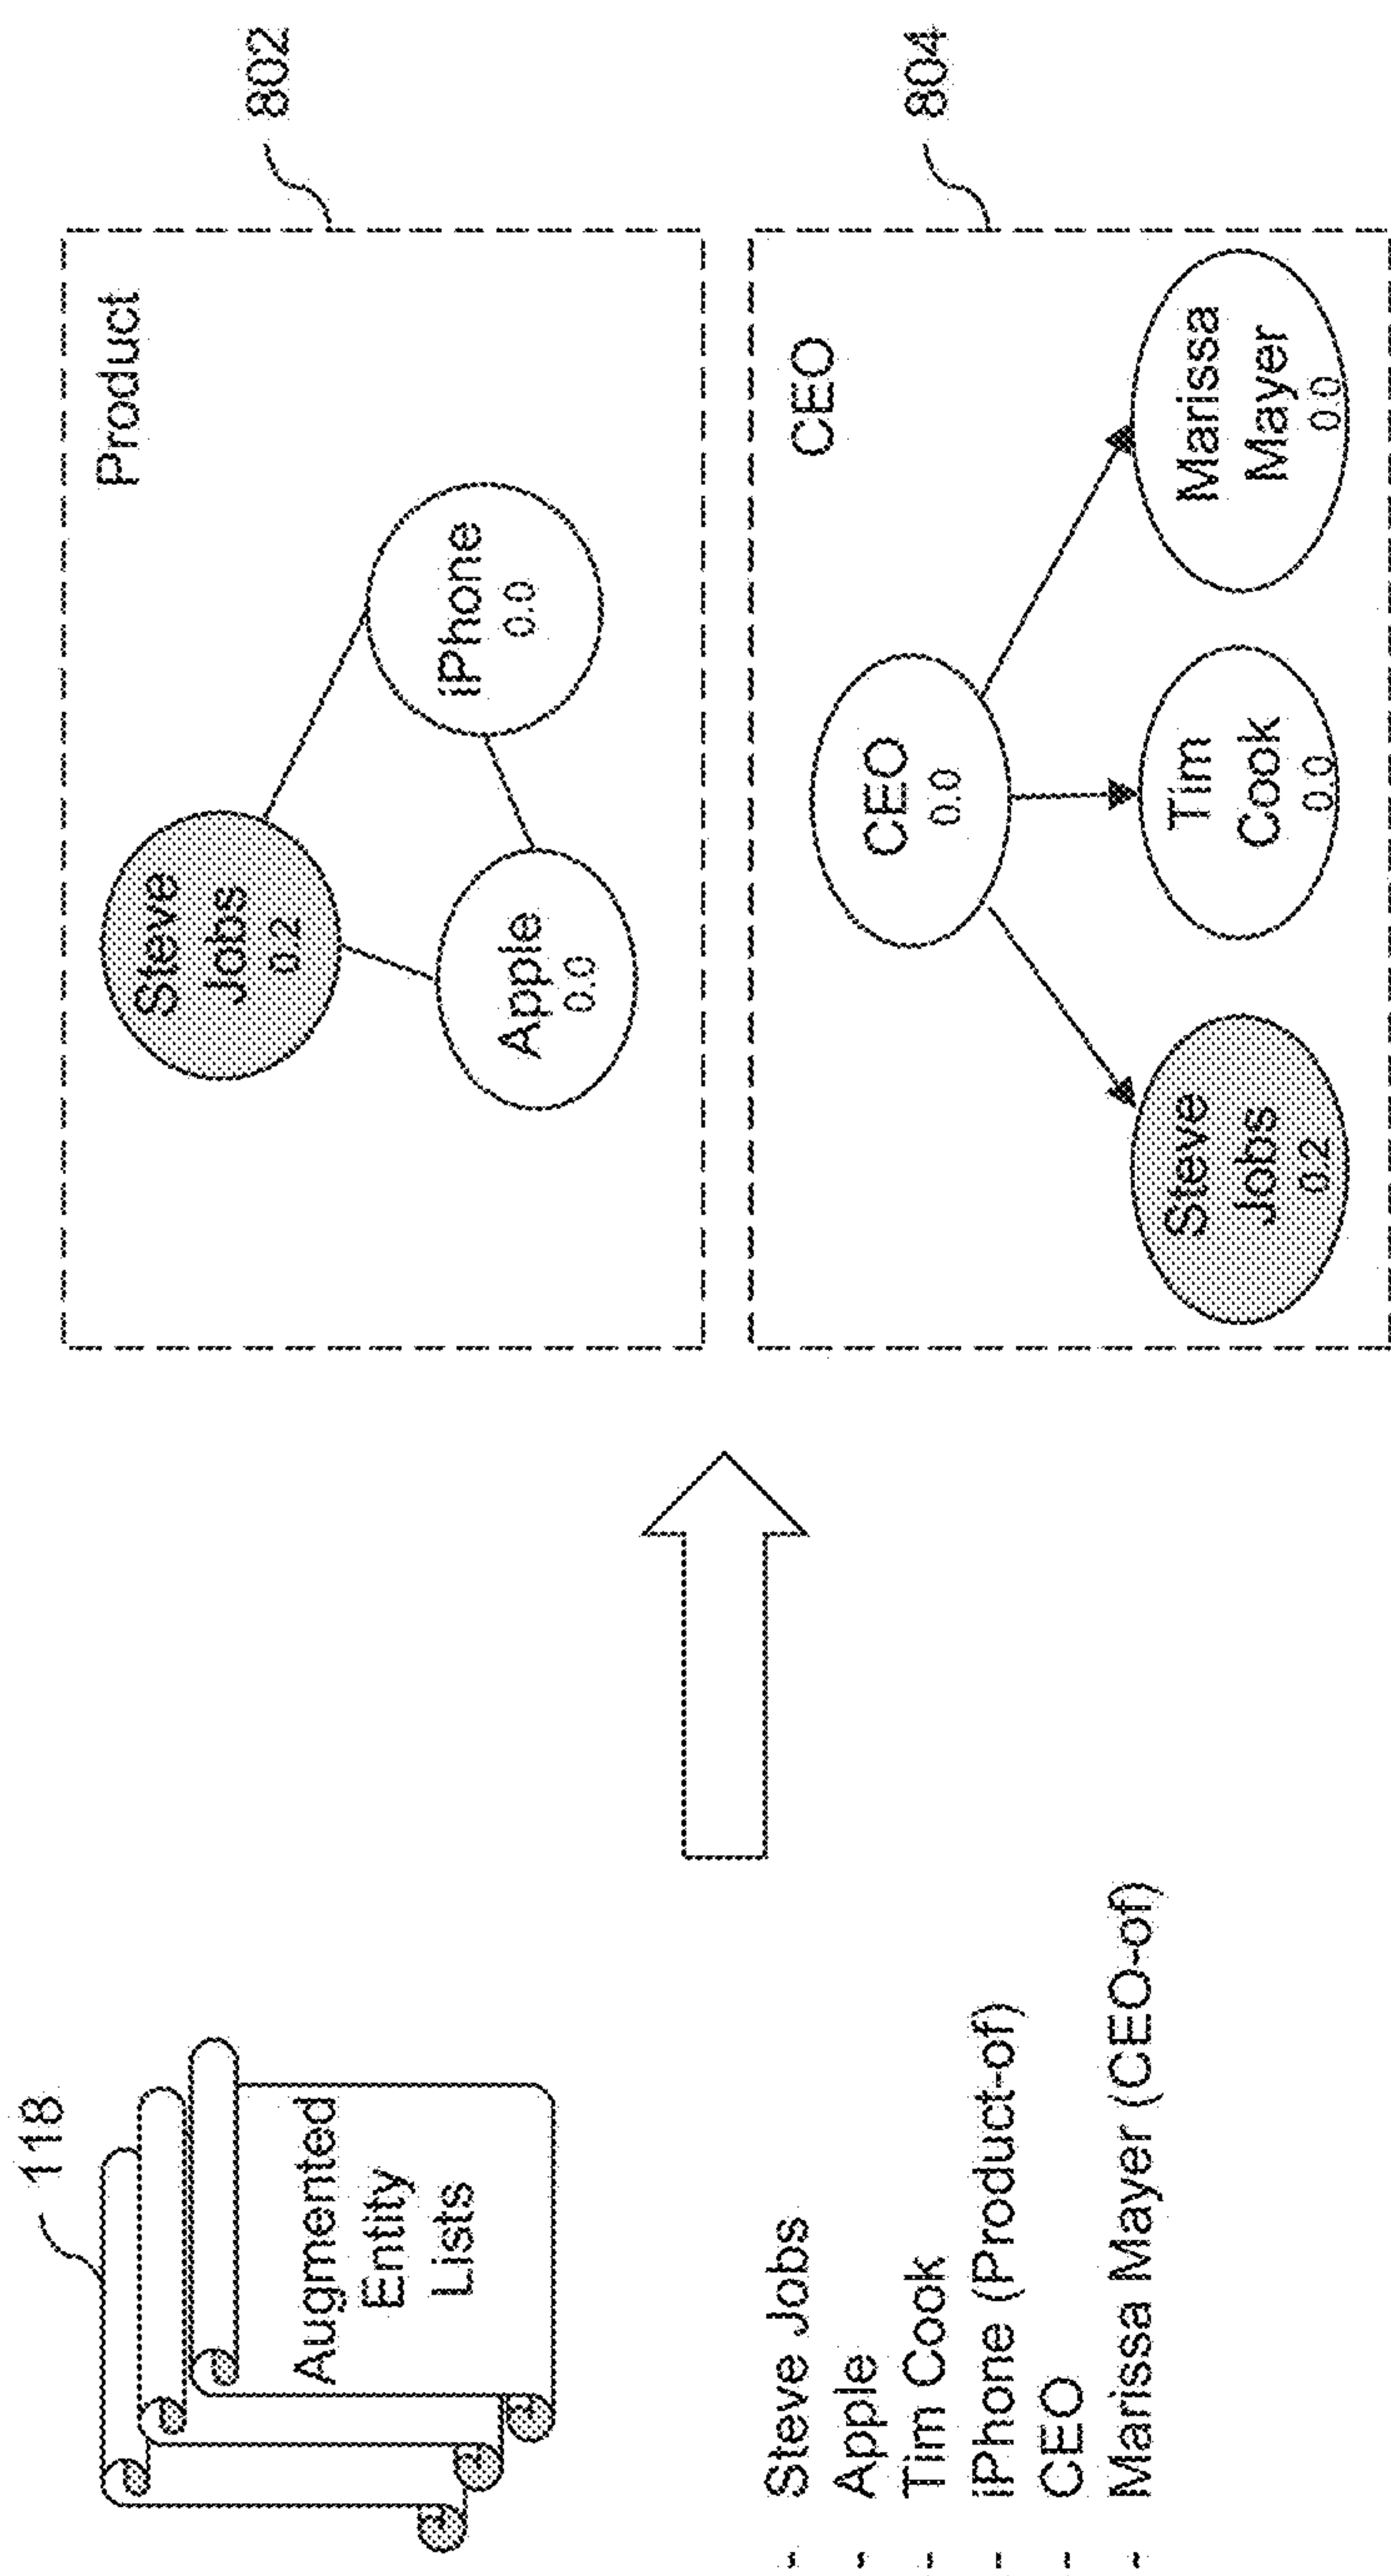 118
Augmented
Entity
Lists
- Steve Jobs
- Apple
- Tim Cook
- iPhone (Product-of)
- CEO
- Marissa Mayer (CEO-of)
802
Product
Steve
Jobs
0.2
iPhone
0.0
Apple
0.0
804
CEO
CEO
0.0
Steve
Jobs
0.2
Tim
Cook
0.0
Marissa
Mayer
0.0